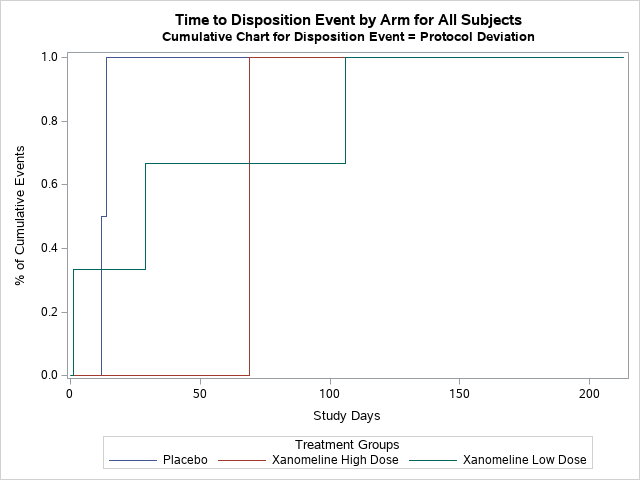 Time to Disposition Event by Arm for All Subjects
Cumulative Chart for Disposition Event = Protocol Deviation
% of Cumulative Events
1.0
0.8
0.6
0.4
0.2
0.0
0 50 100 150 200
Study Days
Treatment Groups
Placebo Xanomeline High Dose Xanomeline Low Dose